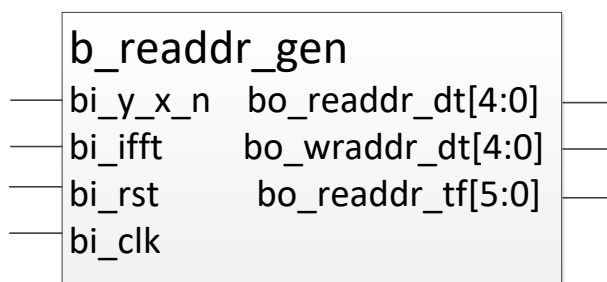 b_readdr_gen
bi_y_x_n bo_readdr_dt[4:0]
bi_ifft bo_wraddr_dt[4:0]
bi_rst bo_readdr_tf[5:0]
bi_clk